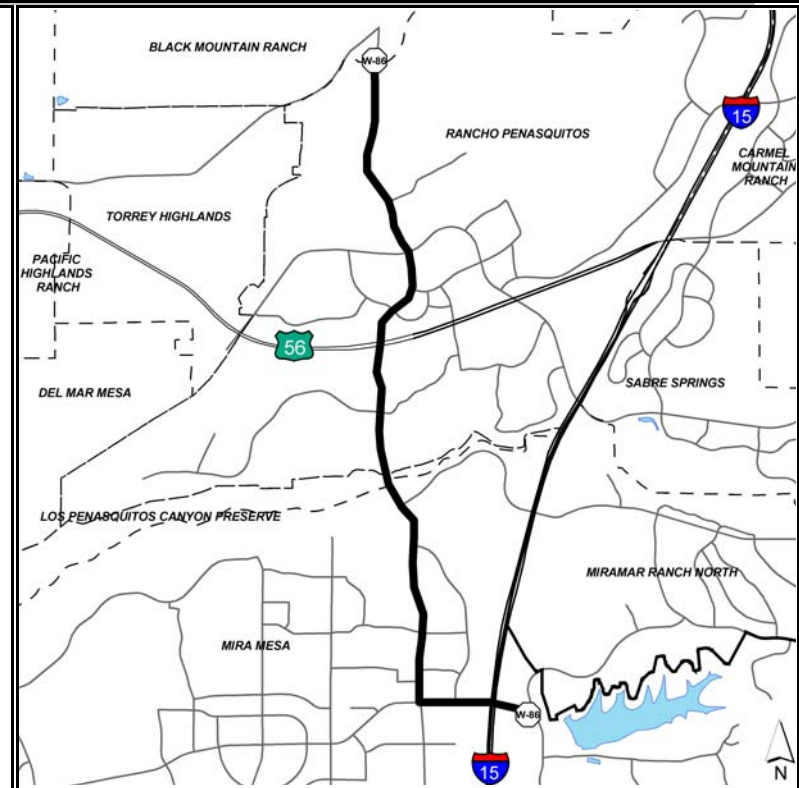 BLACK MOUNTAIN RANCH
W-86
15
RANCHO PENASQUITOS
CARMEL
MOUNTAIN
RANCH
TORREY HIGHLANDS
PACIFIC
HIGHLANDS
RANCH
56
DEL MAR MESA
SABRE SPRINGS
LOS PENASQUITOS CANYON PRESERVE
MIRAMAR RANCH NORTH
MIRA MESA
W-86
15
N